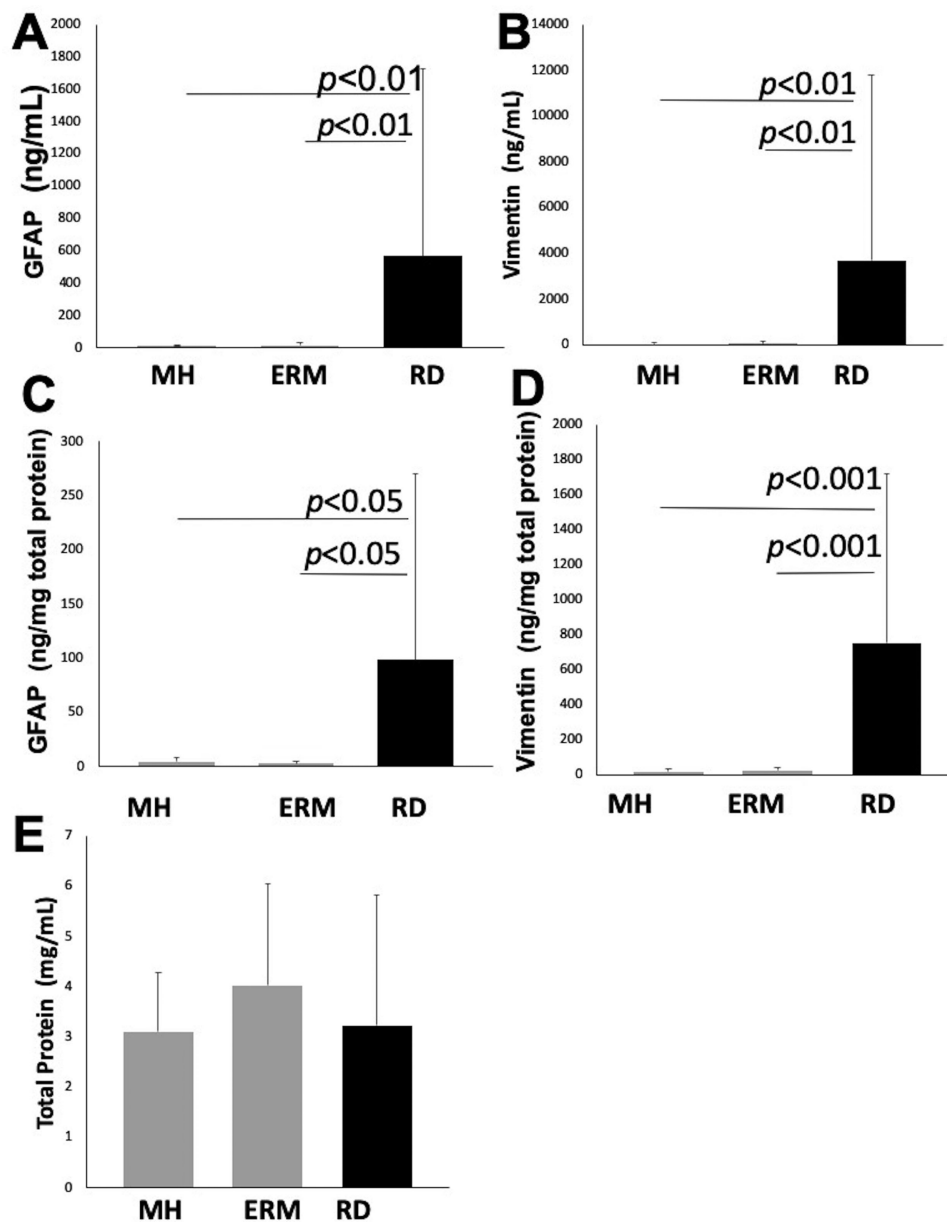 A
GFAP (ng/mL)
2000
1800
1600
1400
1200
1000
800
600
400
200
0
p<0.01
p<0.01
MH ERM RD
B
Vimentin (ng/mL)
14000
12000
10000
8000
6000
4000
2000
0
p<0.01
p<0.01
MH ERM RD
C
GFAP (ng/mg total protein)
300
250
200
150
100
50
0
p<0.05
p<0.05
MH ERM RD
D
Vimentin (ng/mg total protein)
2000
1800
1600
1400
1200
1000
800
600
400
200
0
p<0.001
p<0.001
MH ERM RD
E
Total Protein (mg/mL)
7
6
5
4
3
2
1
0
MH ERM RD